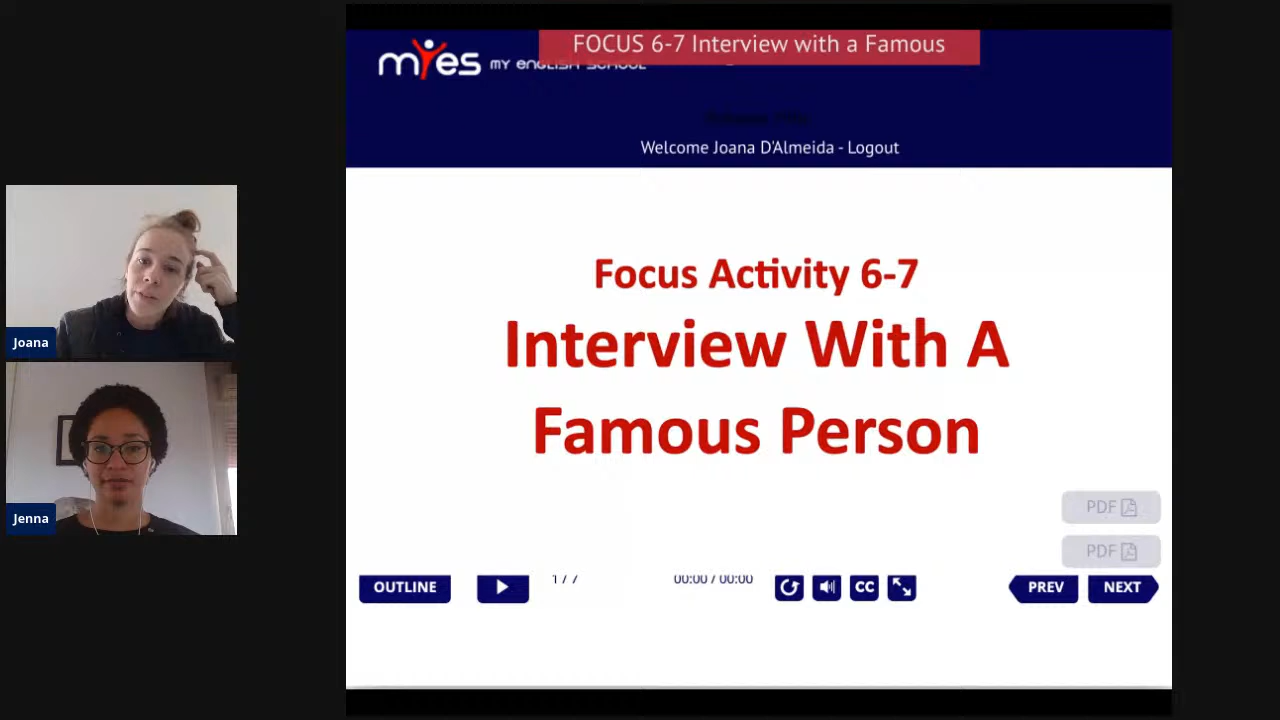 FOCUS 6-7 Interview with a Famous
myes MY ENGLISH SCHOOL
Welcome Joana D'Almeida - Logout
Focus Activity 6-7
Interview With A
Famous Person
Joana
Jenna
PDF
PDF
OUTLINE
1 / 7
00:00 / 00:00
CC
PREV
NEXT